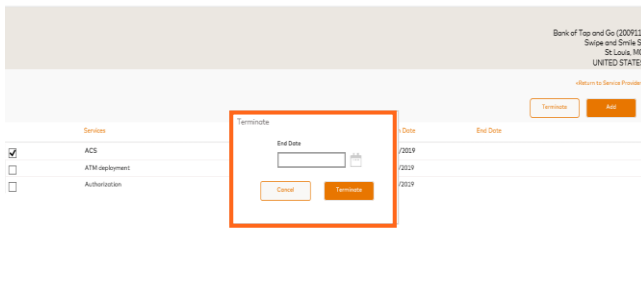 Bank of Tap and Go (200911
Swipe and Smile S
St Louis, MO
UNITED STATES
«Return to Service Provider
Terminate Add
Services Date End Date
ACS /2019
ATM deployment /2019
Authorization /2019
Terminate
End Date
Cancel Terminate